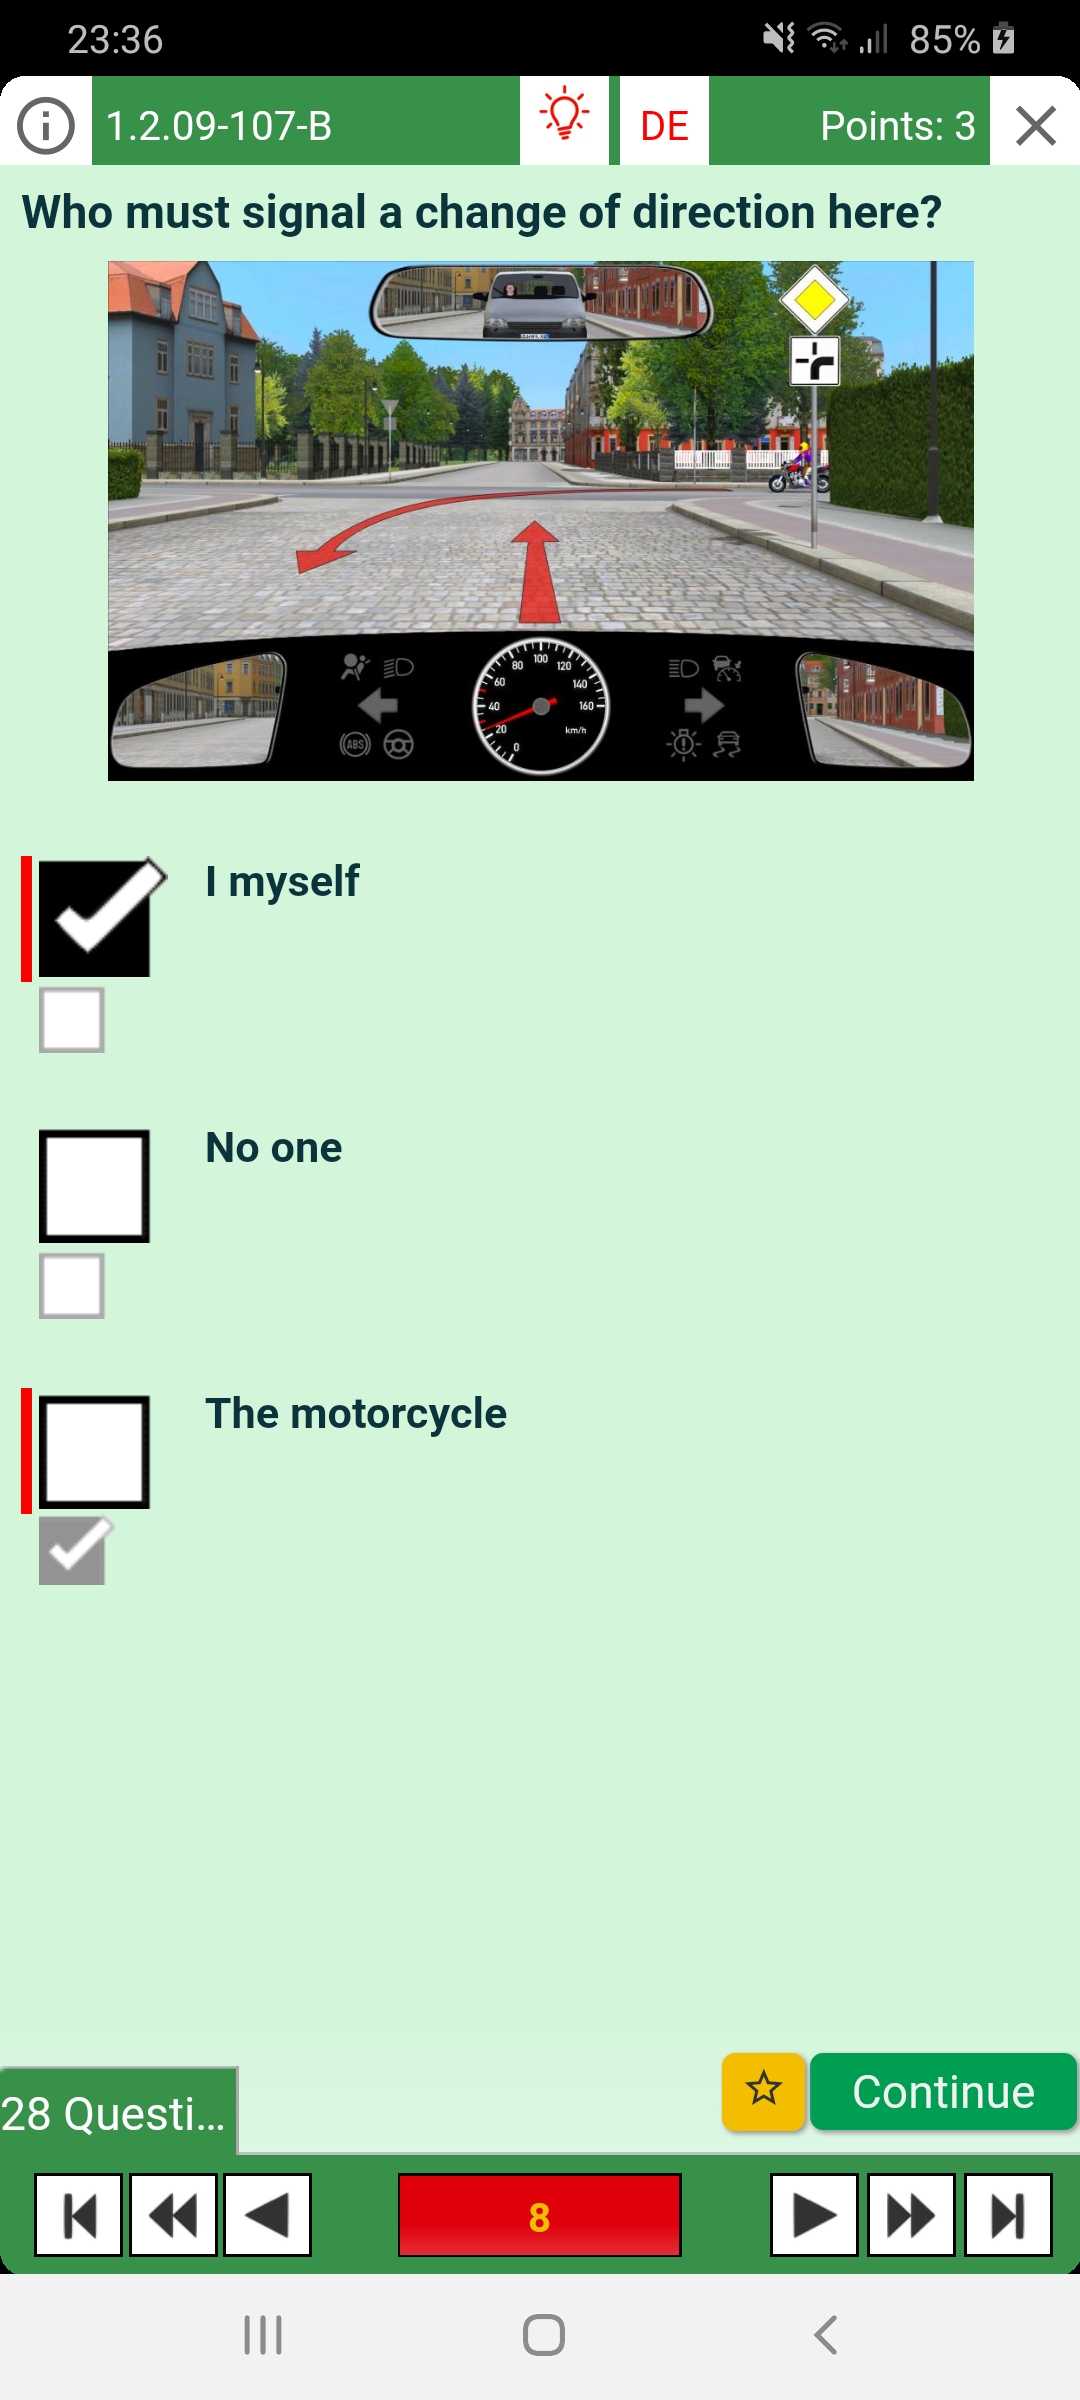 23:36
85%
1.2.09-107-B
DE
Points: 3
Who must signal a change of direction here?
0
20
40
60
80
100
120
140
160
km/h
ABS
I myself
No one
The motorcycle
Continue
28 Questi...
8